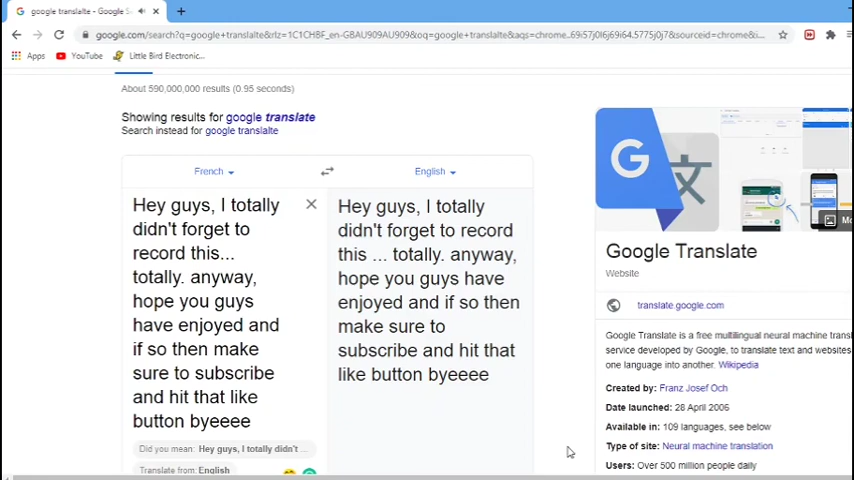 google translalte - Google S
google.com/search?q=google+translalte&rlz=1C1CHBF_en-GBAU909AU909&oq=google+translalte&aqs=chrome..69i57j0l6j69i64.5775j0j7&sourceid=chrome&i...
Apps YouTube Little Bird Electronic...
About 590,000,000 results (0.95 seconds)
Showing results for google translate
Search instead for google translalte
French English
Hey guys, I totally
didn't forget to
record this...
totally. anyway,
hope you guys
have enjoyed and
if so then make
sure to subscribe
and hit that like
button byeeee
Did you mean: Hey guys, I totally didn't ...
Translate from: English
Hey guys, I totally
didn't forget to record
this ... totally. anyway,
hope you guys have
enjoyed and if so then
make sure to
subscribe and hit that
like button byeeee
G
文
Mo
Google Translate
Website
translate.google.com
Google Translate is a free multilingual neural machine transl
service developed by Google, to translate text and websites
one language into another. Wikipedia
Created by: Franz Josef Och
Date launched: 28 April 2006
Available in: 109 languages, see below
Type of site: Neural machine translation
Users: Over 500 million people daily